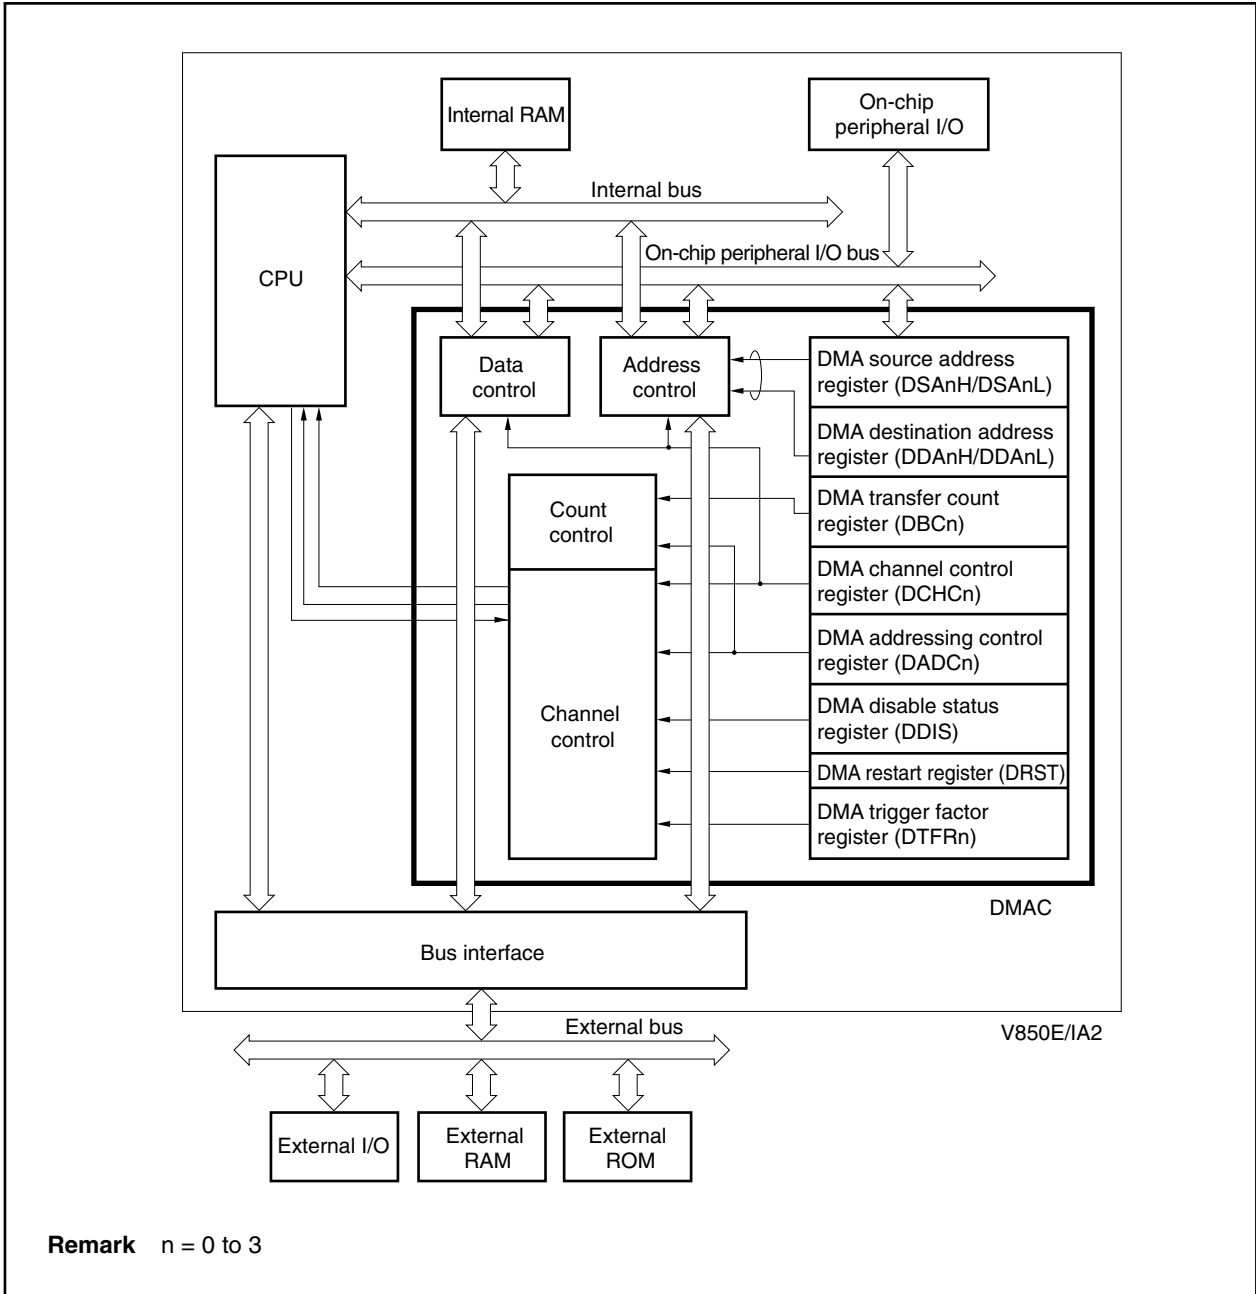 Internal RAM
On-chip
peripheral I/O
Internal bus
On-chip peripheral I/O bus
CPU
Data
control
Address
control
DMA source address
register (DSAnH/DSAnL)
DMA destination address
register (DDAnH/DDAnL)
Count
control
DMA transfer count
register (DBCn)
DMA channel control
register (DCHCn)
DMA addressing control
register (DADCn)
Channel
control
DMA disable status
register (DDIS)
DMA restart register (DRST)
DMA trigger factor
register (DTFRn)
DMAC
Bus interface
External bus
V850E/IA2
External I/O
External
RAM
External
ROM
Remark n = 0 to 3